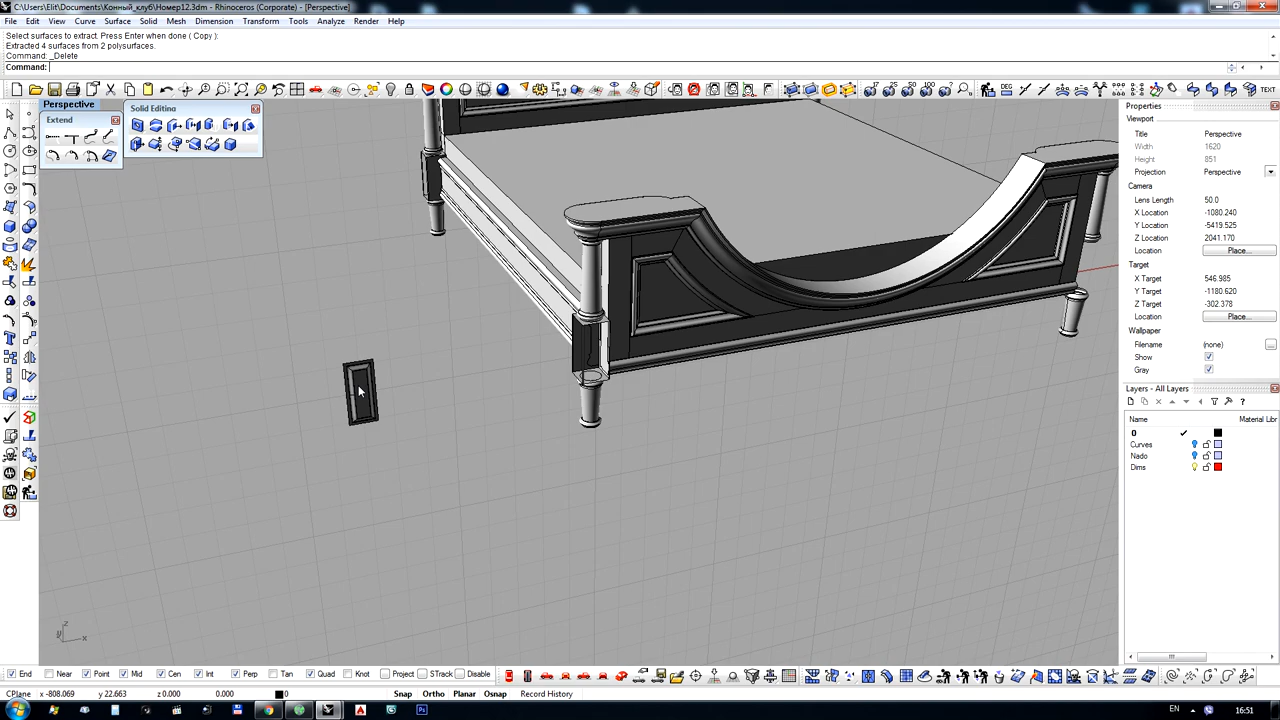 C:\Users\Elit\Documents\Конный_клуб\Номер12.3dm - Rhinoceros (Corporate) - [Perspective]
File Edit View Curve Surface Solid Mesh Dimension Transform Tools Analyze Render Help
Select surfaces to extract. Press Enter when done ( Copy ):
Extracted 4 surfaces from 2 polysurfaces.
Command: _Delete
Command:
TEXT
Perspective
Solid Editing
Extend
Properties
Viewport
Title Perspective
Width 1620
Height 851
Projection Perspective
Camera
Lens Length 50.0
X Location -1080.240
Y Location -5419.525
Z Location 2041.170
Location Place...
Target
X Target 546.985
Y Target -1180.620
Z Target -302.378
Location Place...
Wallpaper
Filename (none)
Show
Gray
Layers - All Layers
Name Material Libr
0
Curves
Nado
Dims
z
y x
End Near Point Mid Cen Int Perp Tan Quad Knot Project STrack Disable
CPlane x -808.069 y 22.663 z 0.000 0.000 0 Snap Ortho Planar Osnap Record History
EN 16:51